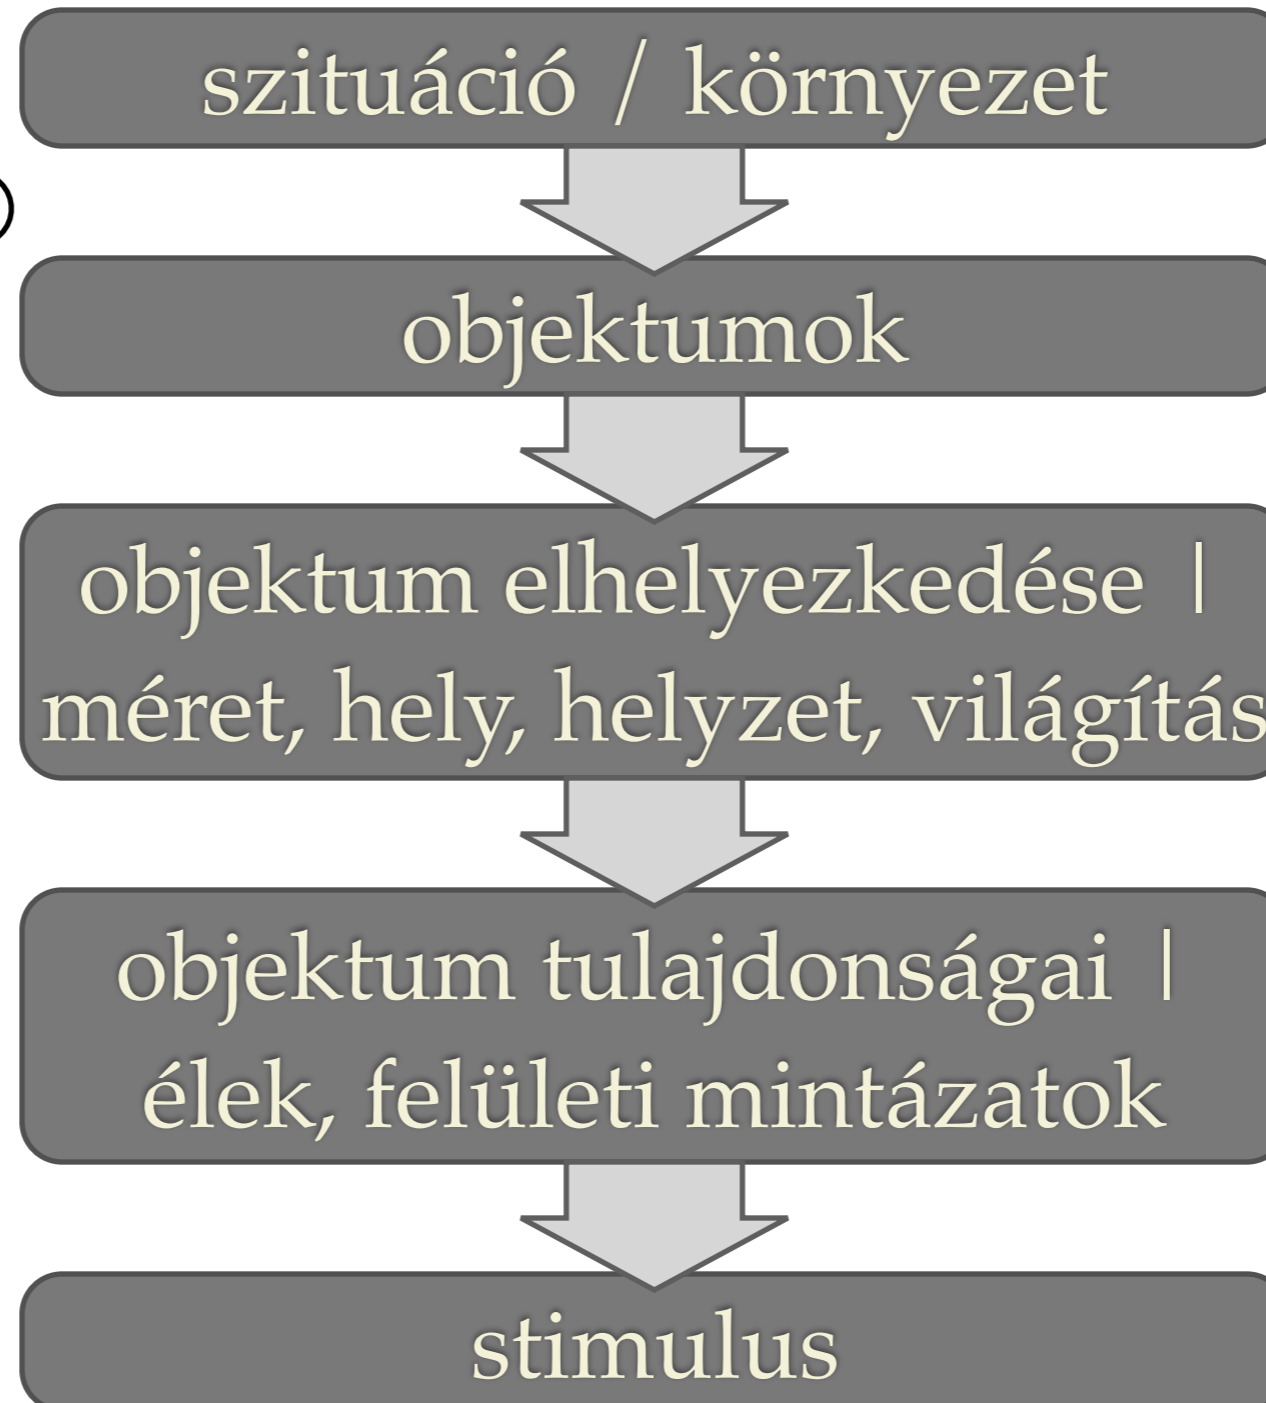 szituáció / környezet
objektumok
objektum elhelyezkedése |
méret, hely, helyzet, világítás
objektum tulajdonságai |
élek, felületi mintázatok
stimulus